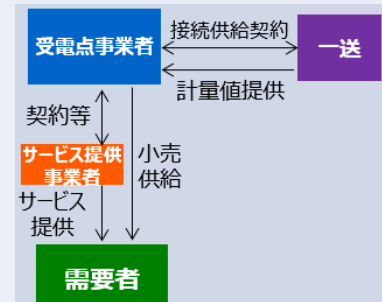 接続供給契約
受電点事業者
一送
計量値提供
契約等
サービス提供
事業者
小売
供給
サービス
提供
需要者